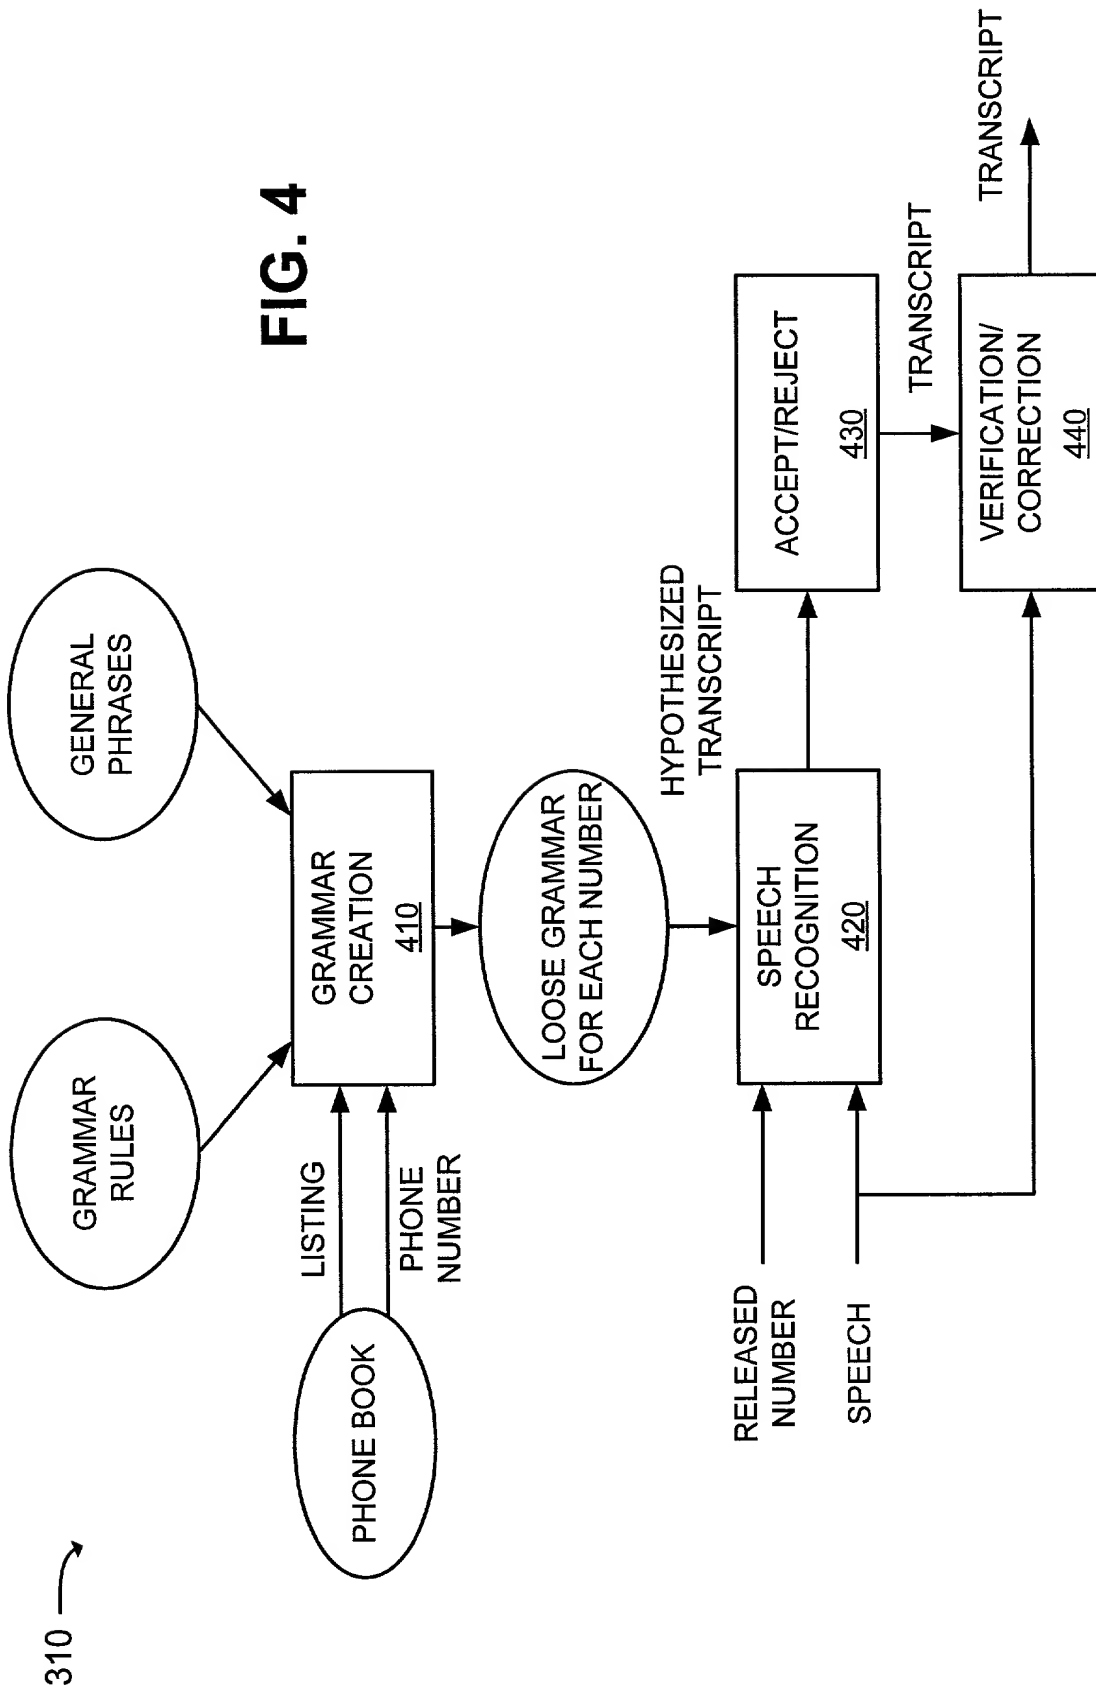 310
FIG. 4
GRAMMAR
RULES
GENERAL
PHRASES
PHONE BOOK
LISTING
PHONE
NUMBER
GRAMMAR
CREATION
410
LOOSE GRAMMAR
FOR EACH NUMBER
RELEASED
NUMBER
SPEECH
SPEECH
RECOGNITION
420
HYPOTHESIZED
TRANSCRIPT
ACCEPT/REJECT
430
TRANSCRIPT
VERIFICATION/
CORRECTION
440
TRANSCRIPT